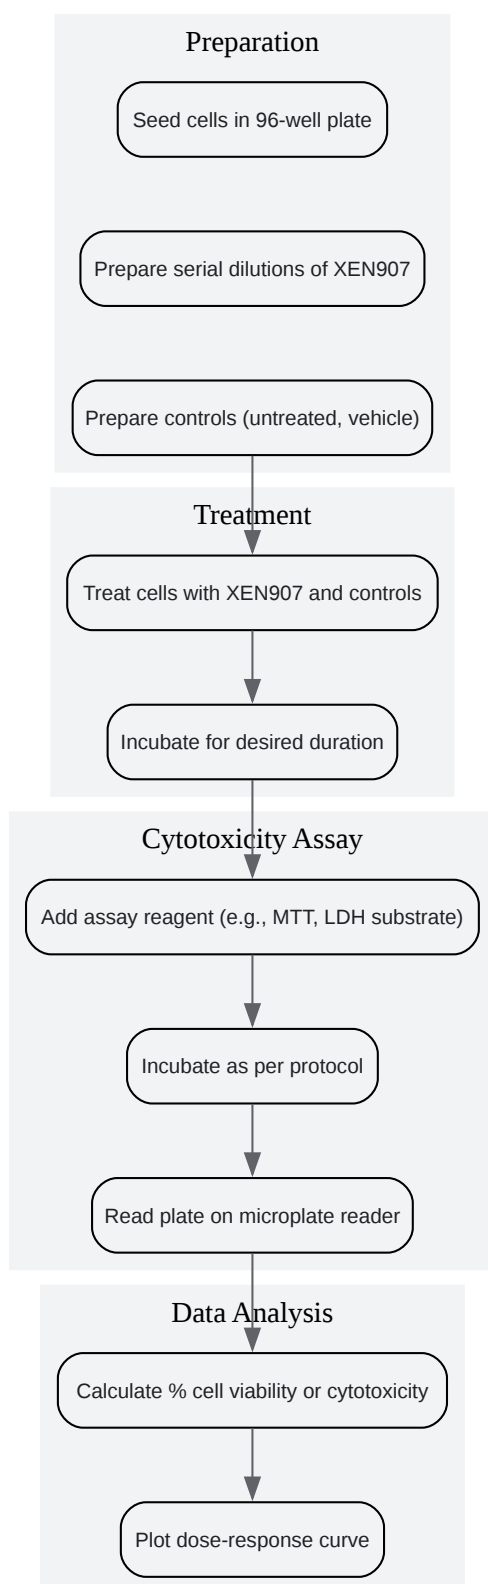 Preparation
Seed cells in 96-well plate
Prepare serial dilutions of XEN907
Prepare controls (untreated, vehicle)
Treatment
Treat cells with XEN907 and controls
Incubate for desired duration
Cytotoxicity Assay
Add assay reagent (e.g., MTT, LDH substrate)
Incubate as per protocol
Read plate on microplate reader
Data Analysis
Calculate % cell viability or cytotoxicity
Plot dose-response curve